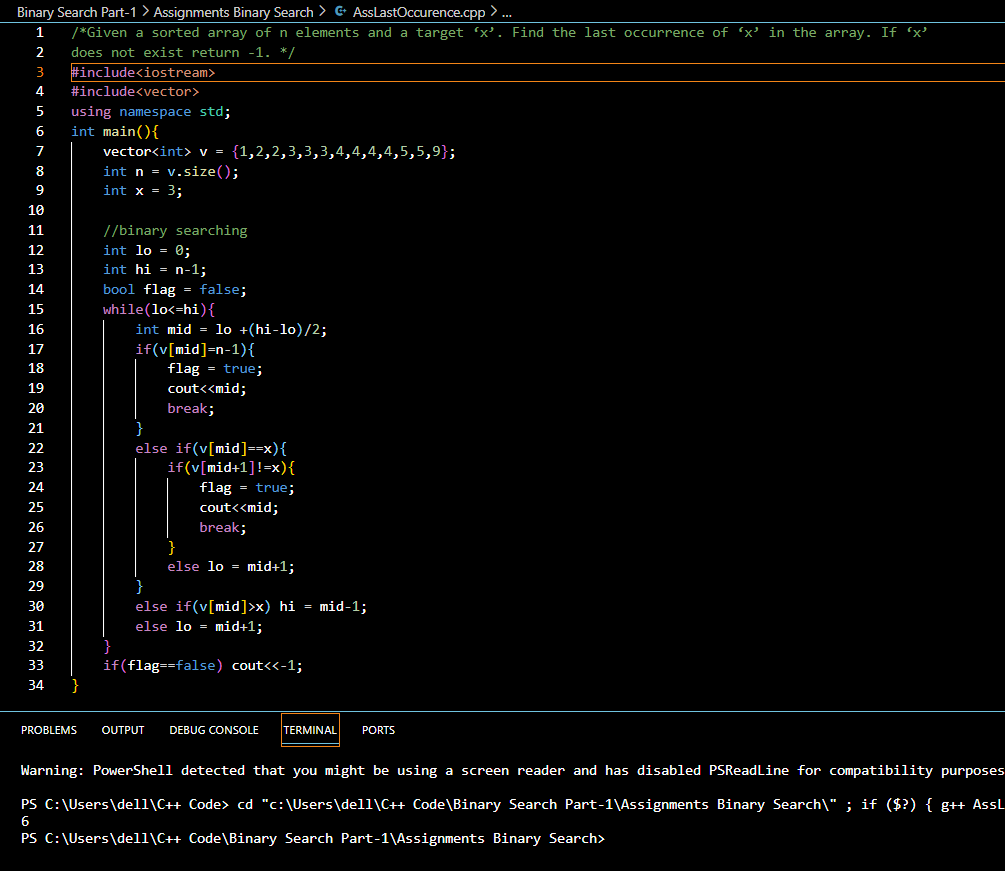 Binary Search Part-1 > Assignments Binary Search > AssLastOccurence.cpp > ...
1 /*Given a sorted array of n elements and a target ‘x’. Find the last occurrence of ‘x’ in the array. If ‘x’
2 does not exist return -1. */
3 #include<iostream>
4 #include<vector>
5 using namespace std;
6 int main(){
7     vector<int> v = {1,2,2,3,3,3,4,4,4,4,5,5,9};
8     int n = v.size();
9     int x = 3;
10
11     //binary searching
12     int lo = 0;
13     int hi = n-1;
14     bool flag = false;
15     while(lo<=hi){
16         int mid = lo +(hi-lo)/2;
17         if(v[mid]=n-1){
18             flag = true;
19             cout<<mid;
20             break;
21         }
22         else if(v[mid]==x){
23             if(v[mid+1]!=x){
24                 flag = true;
25                 cout<<mid;
26                 break;
27             }
28             else lo = mid+1;
29         }
30         else if(v[mid]>x) hi = mid-1;
31         else lo = mid+1;
32     }
33     if(flag==false) cout<<-1;
34 }
PROBLEMS OUTPUT DEBUG CONSOLE TERMINAL PORTS
Warning: PowerShell detected that you might be using a screen reader and has disabled PSReadLine for compatibility purposes
PS C:\Users\dell\C++ Code> cd "c:\Users\dell\C++ Code\Binary Search Part-1\Assignments Binary Search\" ; if ($?) { g++ AssL
6
PS C:\Users\dell\C++ Code\Binary Search Part-1\Assignments Binary Search>